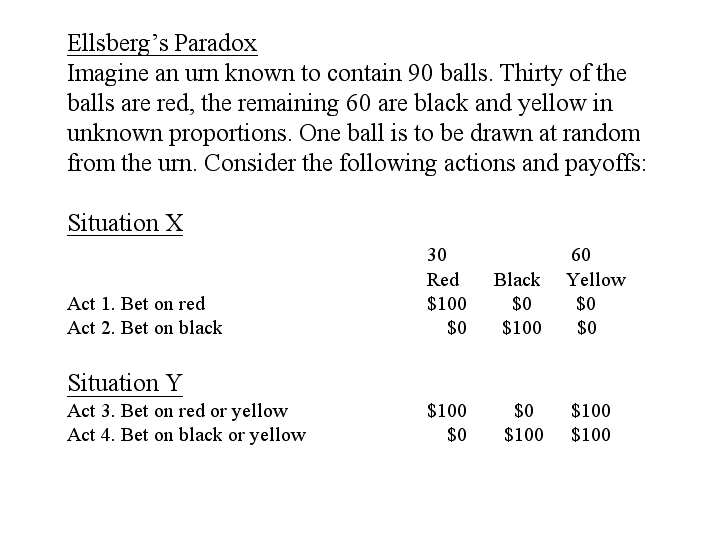 Ellsberg’s Paradox
Imagine an urn known to contain 90 balls. Thirty of the
balls are red, the remaining 60 are black and yellow in
unknown proportions. One ball is to be drawn at random
from the urn. Consider the following actions and payoffs:
Situation X
30 60
Red Black Yellow
Act 1. Bet on red $100 $0 $0
Act 2. Bet on black $0 $100 $0
Situation Y
Act 3. Bet on red or yellow $100 $0 $100
Act 4. Bet on black or yellow $0 $100 $100